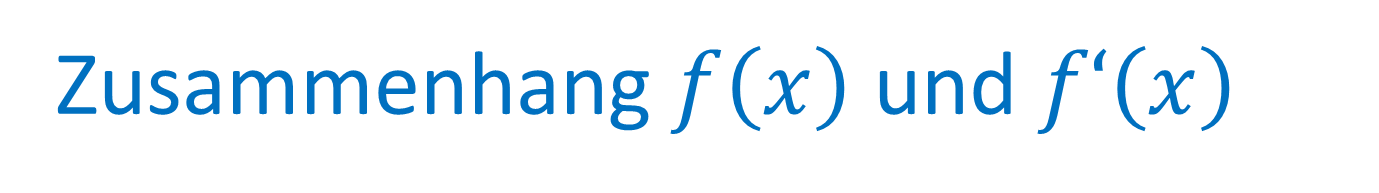 Zusammenhang f(x) und f‘(x)